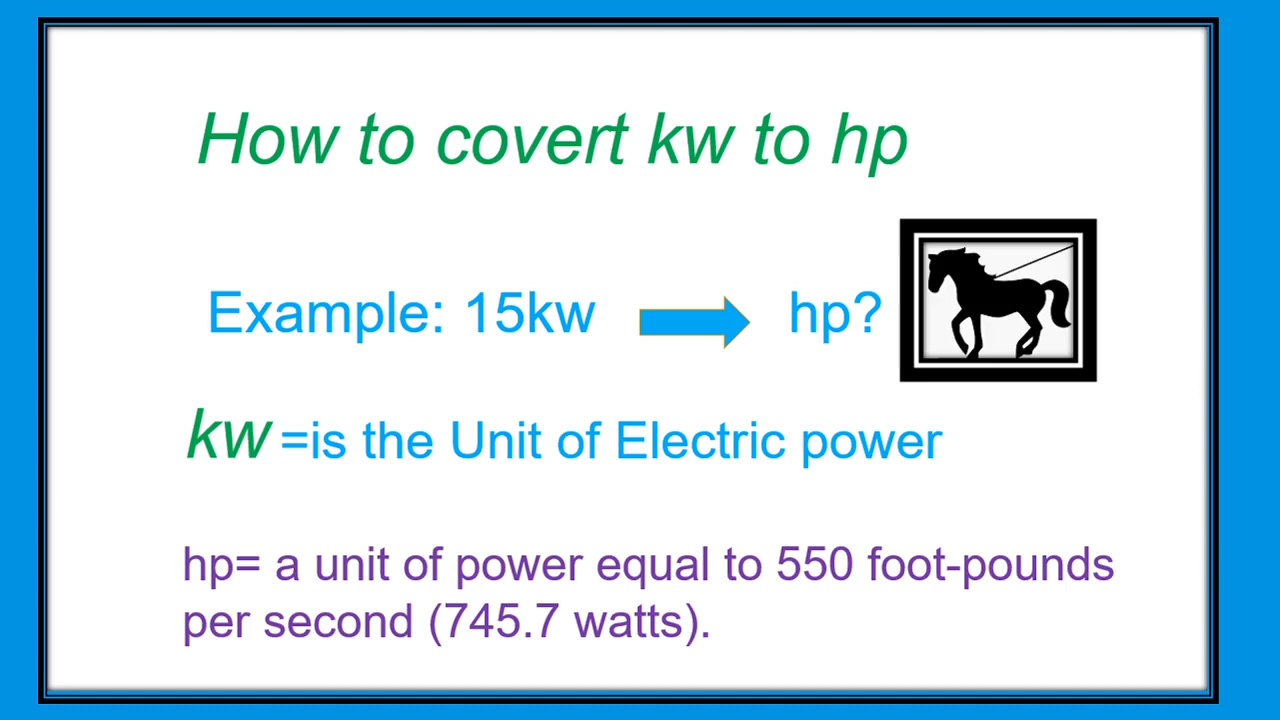 How to covert kw to hp
Example: 15kw hp?
kw =is the Unit of Electric power
hp= a unit of power equal to 550 foot-pounds
per second (745.7 watts).